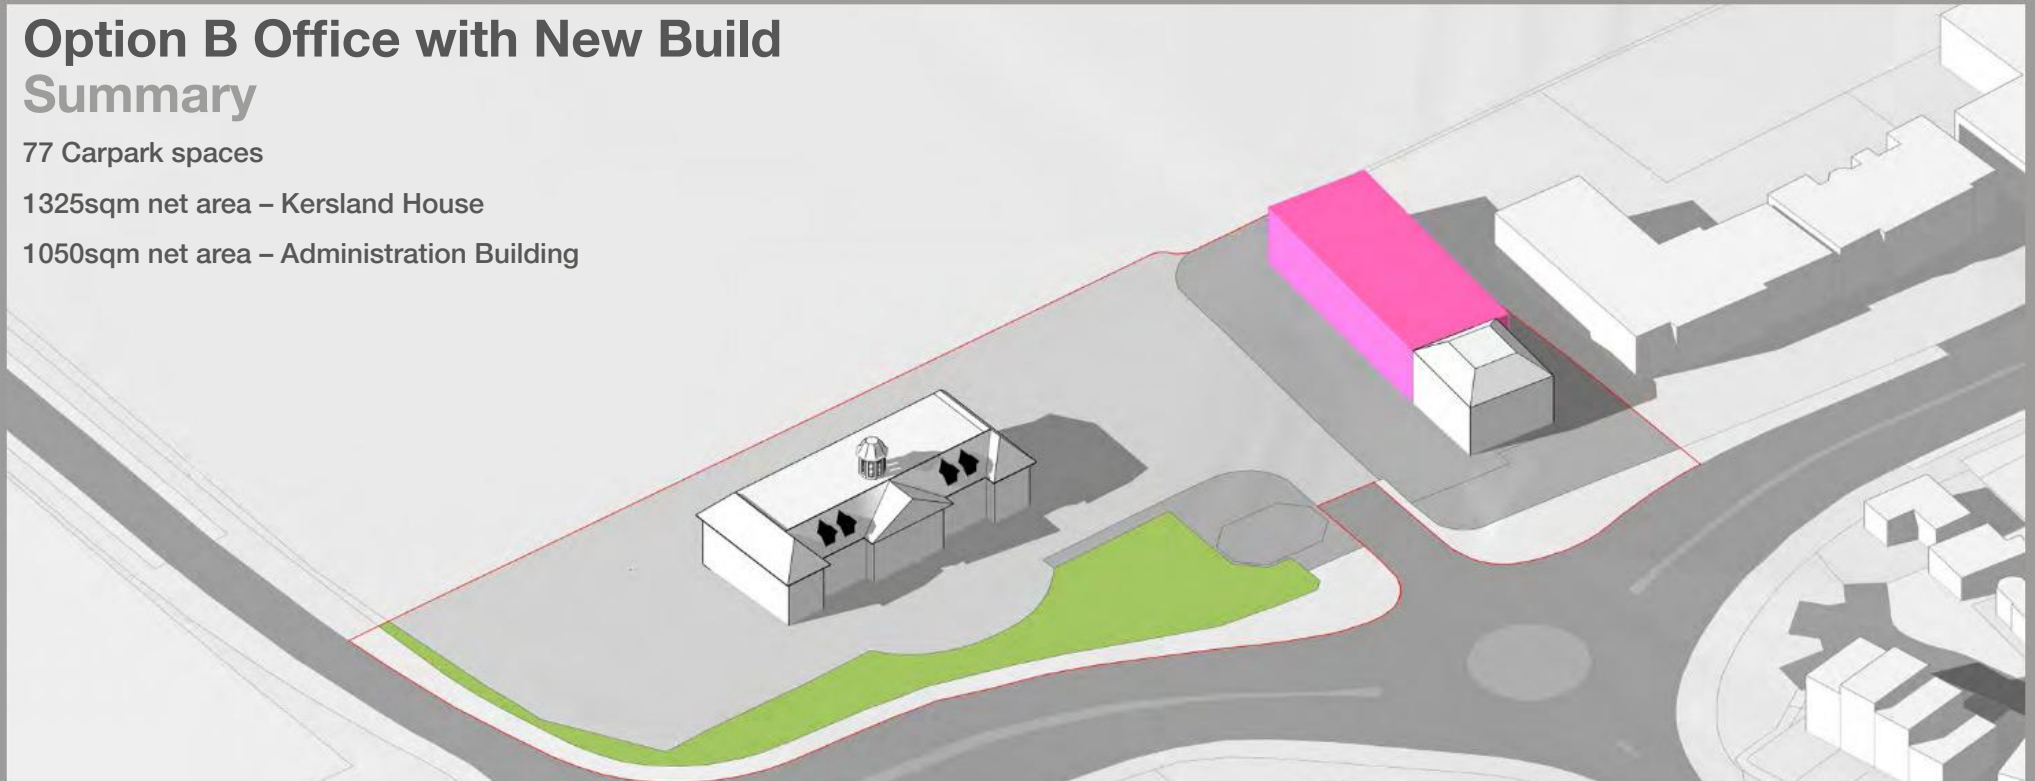 Option B Office with New Build
Summary
77 Carpark spaces
1325sqm net area – Kersland House
1050sqm net area – Administration Building